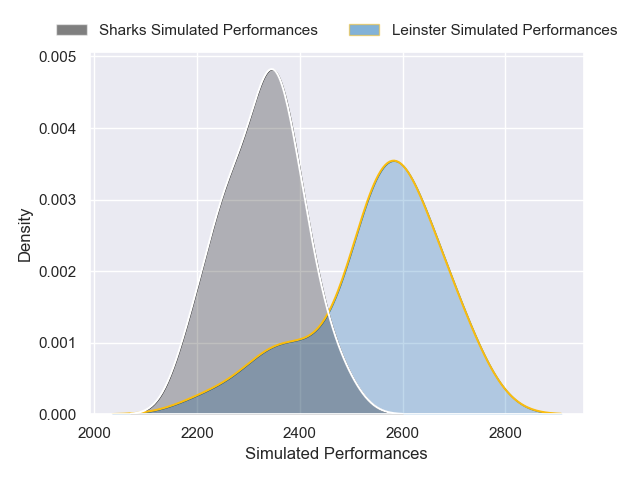 Sharks Simulated Performances Leinster Simulated Performances
0.005
0.004
0.003
0.002
0.001
0.000
Density
2000 2200 2400 2600 2800
Simulated Performances